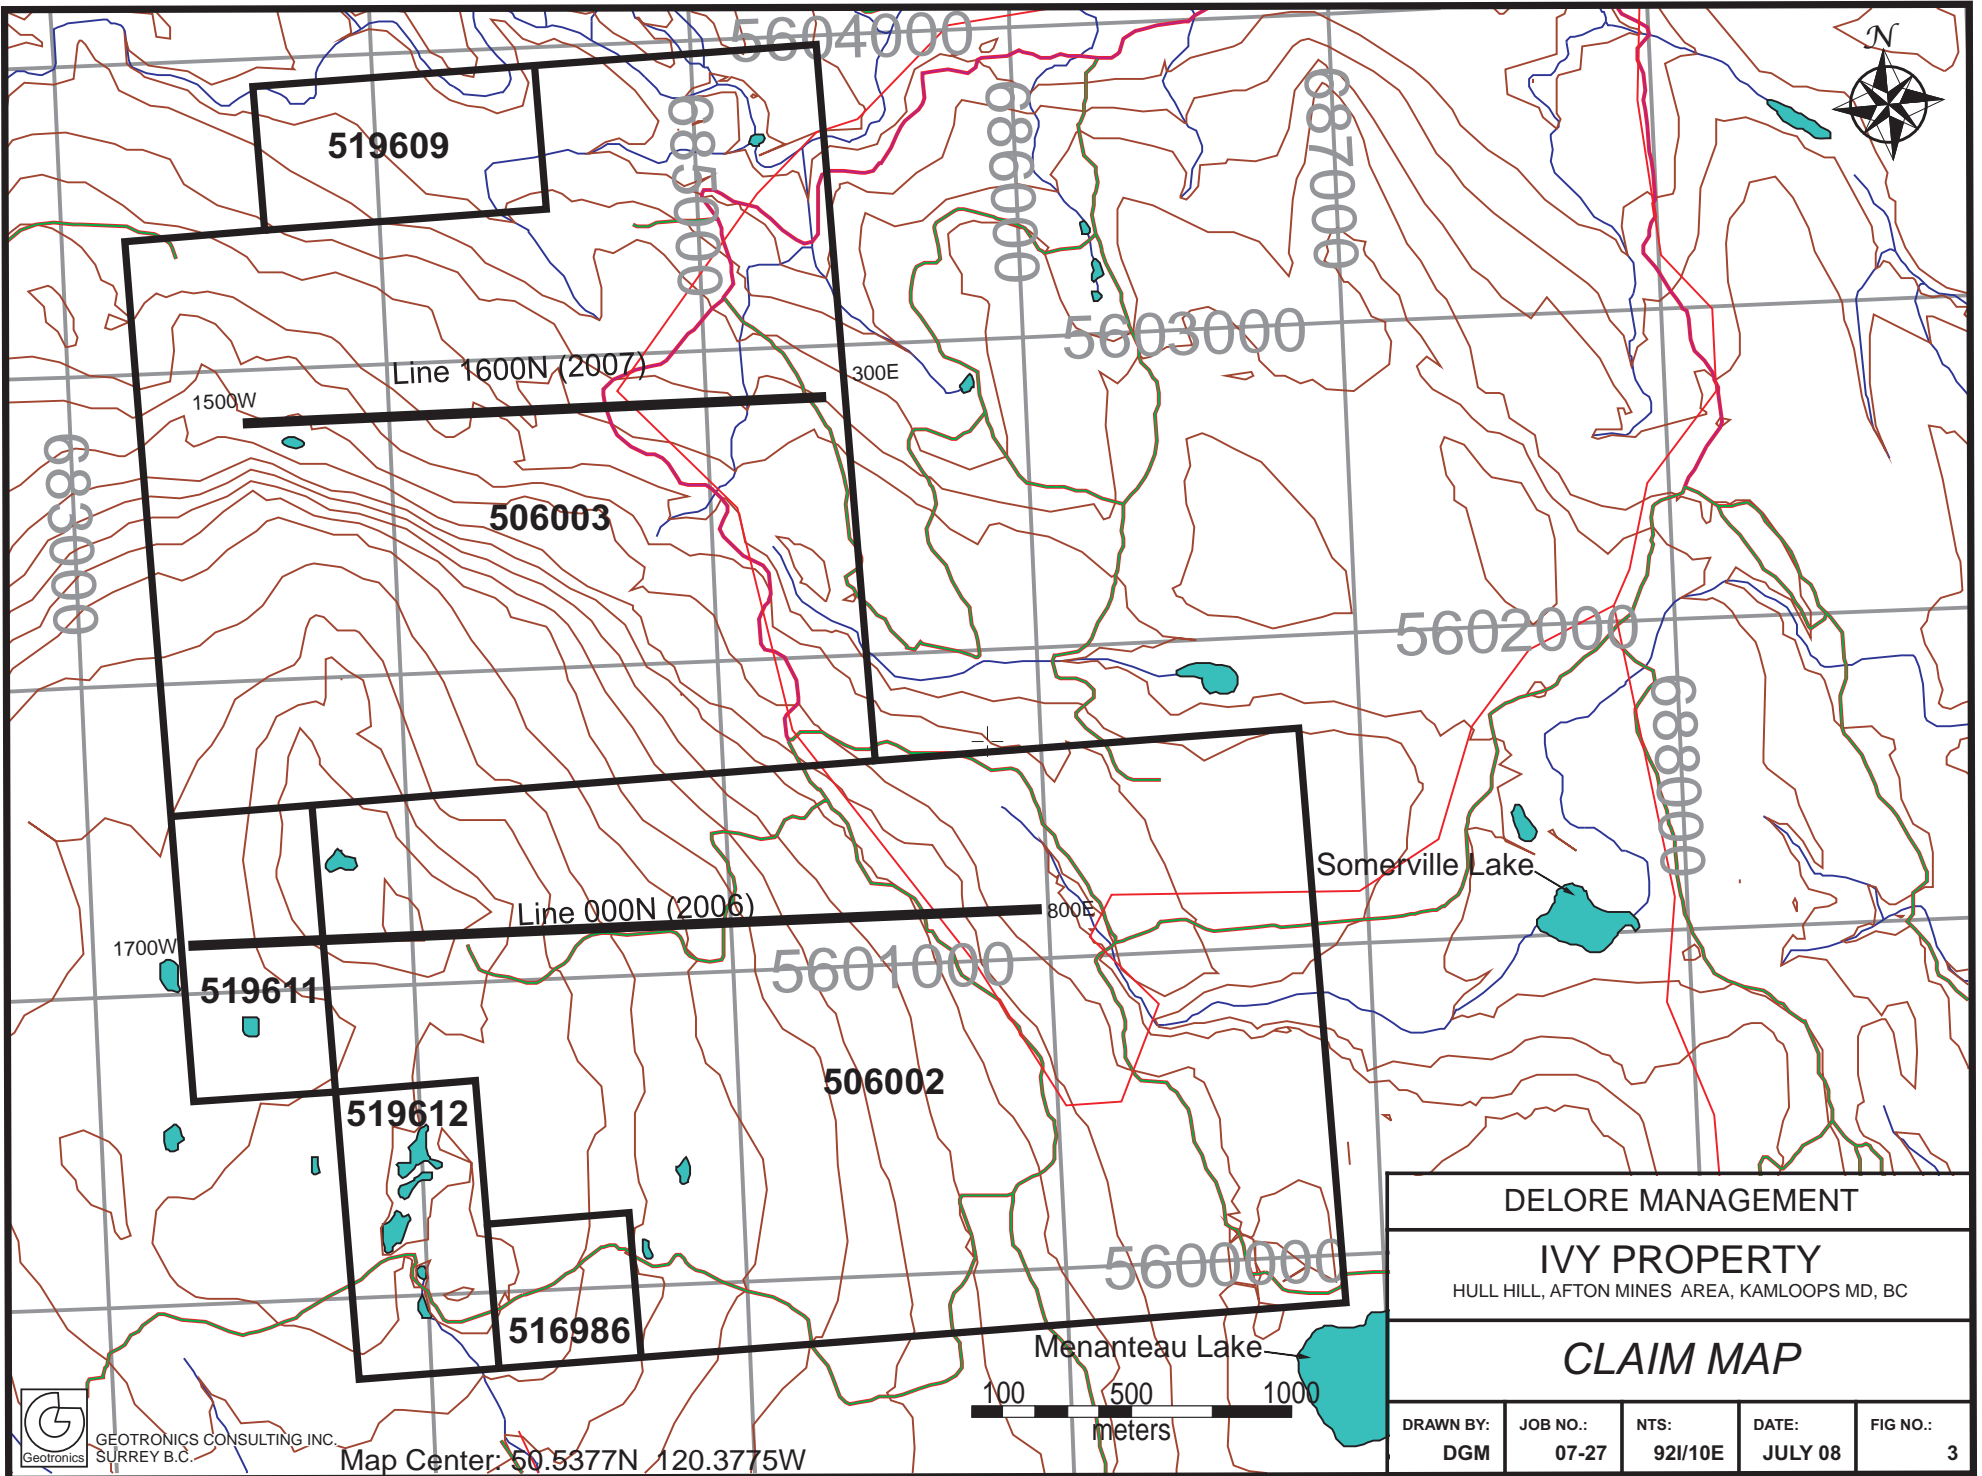 5604000
N
519609
685000
686000
687000
5603000
Line 1600N (2007)
300E
1500W
683000
506003
5602000
688000
Somerville Lake
Line 000N (2006)
800E
1700W
5601000
519611
506002
519612
5600000
516986
Menanteau Lake
100 500 1000
meters
Geotronics
GEOTRONICS CONSULTING INC.
SURREY B.C.
Map Center: 50.5377N 120.3775W
DELORE MANAGEMENT
IVY PROPERTY
HULL HILL, AFTON MINES AREA, KAMLOOPS MD, BC
CLAIM MAP
DRAWN BY: JOB NO.: NTS: DATE: FIG NO.:
DGM 07-27 92I/10E JULY 08 3